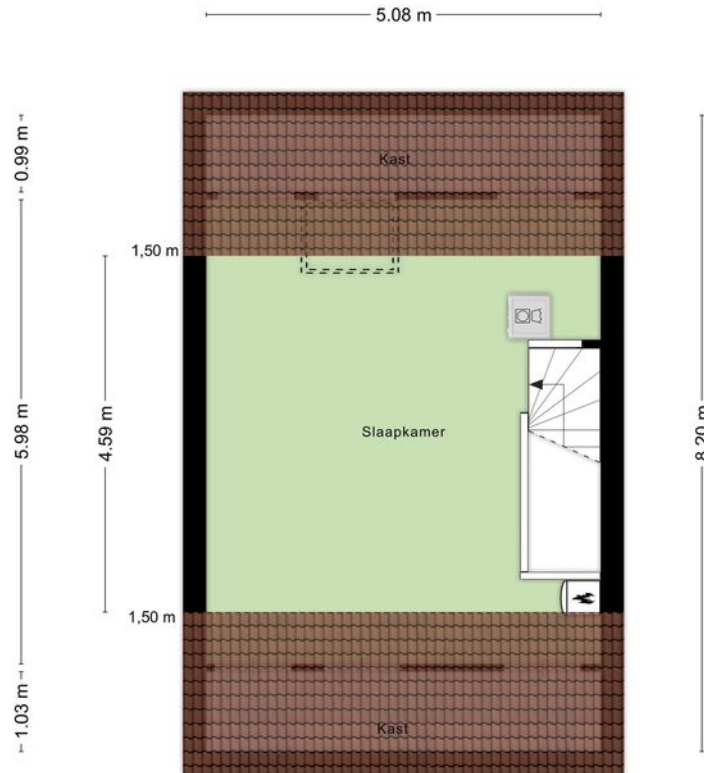 5.08 m
0.99 m
Kast
1,50 m
5.98 m
4.59 m
Slaapkamer
8.20 m
1,50 m
1.03 m
Kast